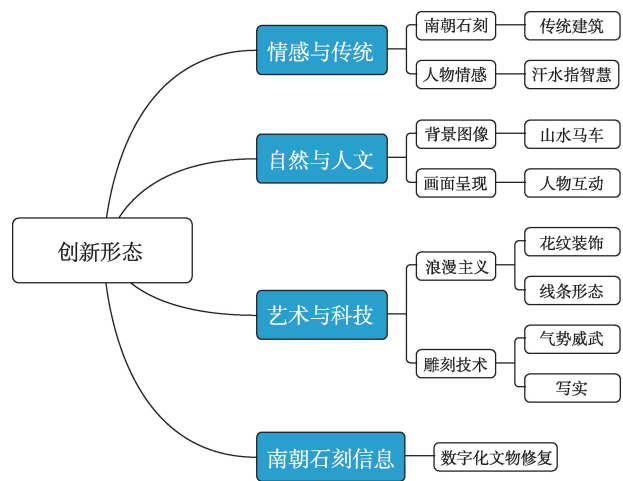 创新形态
情感与传统
南朝石刻
传统建筑
人物情感
汗水指智慧
自然与人文
背景图像
山水马车
画面呈现
人物互动
艺术与科技
浪漫主义
花纹装饰
线条形态
雕刻技术
气势威武
写实
南朝石刻信息
数字化文物修复